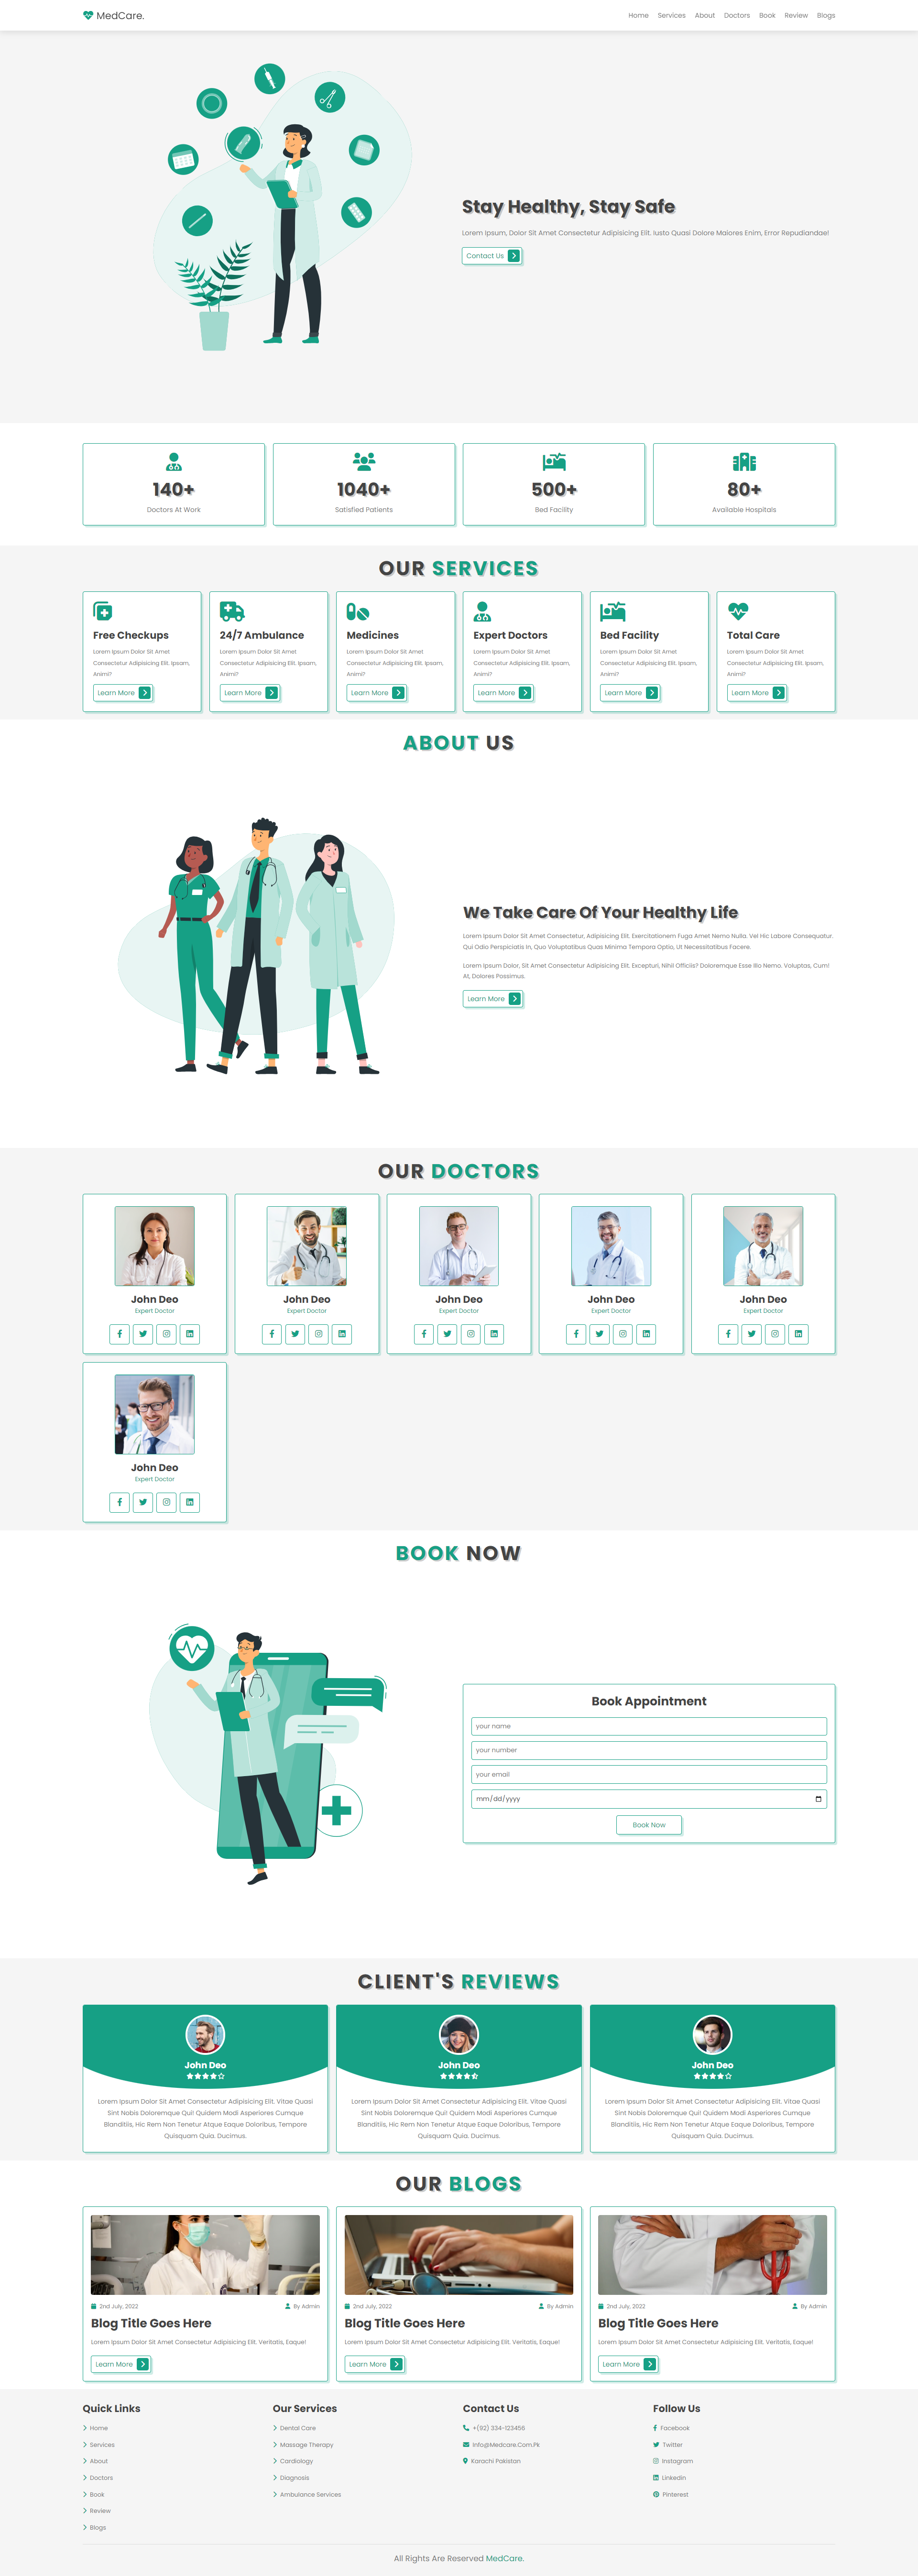 MedCare.
Home Services About Doctors Book Review Blogs
Stay Healthy, Stay Safe
Lorem Ipsum, Dolor Sit Amet Consectetur Adipisicing Elit. Iusto Quasi Dolore Maiores Enim, Error Repudiandae!
Contact Us
140+ 1040+ 500+ 80+
Doctors At Work Satisfied Patients Bed Facility Available Hospitals
OUR SERVICES
Free Checkups 24/7 Ambulance Medicines Expert Doctors Bed Facility Total Care
Lorem Ipsum Dolor Sit Amet Lorem Ipsum Dolor Sit Amet Lorem Ipsum Dolor Sit Amet Lorem Ipsum Dolor Sit Amet Lorem Ipsum Dolor Sit Amet Lorem Ipsum Dolor Sit Amet
Consectetur Adipisicing Elit. Ipsam, Consectetur Adipisicing Elit. Ipsam, Consectetur Adipisicing Elit. Ipsam, Consectetur Adipisicing Elit. Ipsam, Consectetur Adipisicing Elit. Ipsam, Consectetur Adipisicing Elit. Ipsam,
Animi? Animi? Animi? Animi? Animi? Animi?
Learn More Learn More Learn More Learn More Learn More Learn More
ABOUT US
We Take Care Of Your Healthy Life
Lorem Ipsum Dolor Sit Amet Consectetur, Adipisicing Elit. Exercitationem Fuga Amet Nemo Nulla. Vel Hic Labore Consequatur.
Qui Odio Perspiciatis In, Quo Voluptatibus Quas Minima Tempora Optio, Ut Necessitatibus Facere.
Lorem Ipsum Dolor, Sit Amet Consectetur Adipisicing Elit. Excepturi, Nihil Officiis? Doloremque Esse Illo Nemo. Voluptas, Cum!
At, Dolores Possimus.
Learn More
OUR DOCTORS
John Deo John Deo John Deo John Deo John Deo
Expert Doctor Expert Doctor Expert Doctor Expert Doctor Expert Doctor
John Deo
Expert Doctor
BOOK NOW
Book Appointment
your name
your number
your email
mm/dd/yyyy
Book Now
CLIENT'S REVIEWS
John Deo John Deo John Deo
Lorem Ipsum Dolor Sit Amet Consectetur Adipisicing Elit. Vitae Quasi Lorem Ipsum Dolor Sit Amet Consectetur Adipisicing Elit. Vitae Quasi Lorem Ipsum Dolor Sit Amet Consectetur Adipisicing Elit. Vitae Quasi
Sint Nobis Doloremque Qui! Quidem Modi Asperiores Cumque Sint Nobis Doloremque Qui! Quidem Modi Asperiores Cumque Sint Nobis Doloremque Qui! Quidem Modi Asperiores Cumque
Blanditiis, Hic Rem Non Tenetur Atque Eaque Doloribus, Tempore Blanditiis, Hic Rem Non Tenetur Atque Eaque Doloribus, Tempore Blanditiis, Hic Rem Non Tenetur Atque Eaque Doloribus, Tempore
Quisquam Quia. Ducimus. Quisquam Quia. Ducimus. Quisquam Quia. Ducimus.
OUR BLOGS
2nd July, 2022 By Admin 2nd July, 2022 By Admin 2nd July, 2022 By Admin
Blog Title Goes Here Blog Title Goes Here Blog Title Goes Here
Lorem Ipsum Dolor Sit Amet Consectetur Adipisicing Elit. Veritatis, Eaque! Lorem Ipsum Dolor Sit Amet Consectetur Adipisicing Elit. Veritatis, Eaque! Lorem Ipsum Dolor Sit Amet Consectetur Adipisicing Elit. Veritatis, Eaque!
Learn More Learn More Learn More
Quick Links Our Services Contact Us Follow Us
Home Dental Care +(92) 334-123456 Facebook
Services Massage Therapy Info@Medcare.Com.Pk Twitter
About Cardiology Karachi Pakistan Instagram
Doctors Diagnosis Linkedin
Book Ambulance Services Pinterest
Review
Blogs
All Rights Are Reserved MedCare.